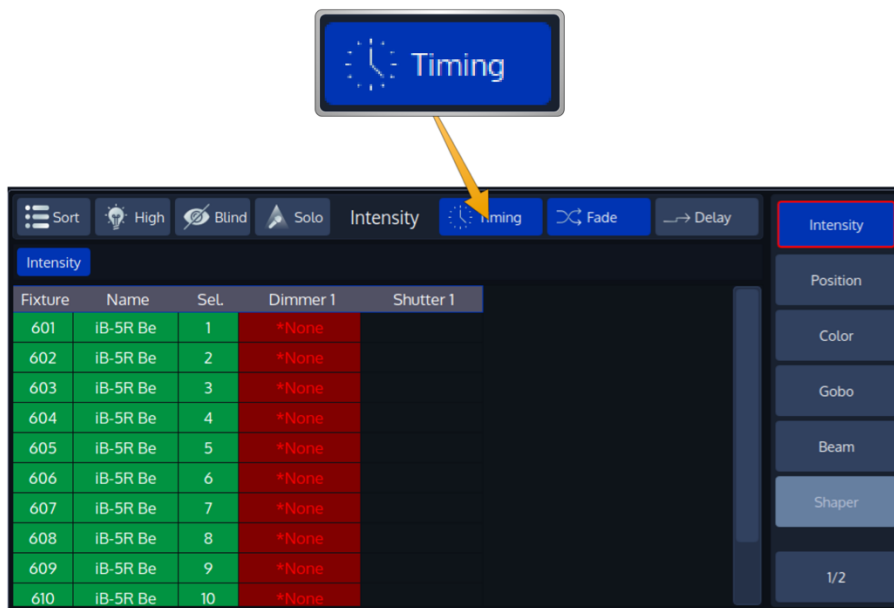 Timing
Sort High Blind Solo Intensity Timing Fade Delay
Intensity
Intensity
Position
Color
Gobo
Beam
Shaper
1/2
Fixture Name Sel. Dimmer 1 Shutter 1
601 iB-5R Be 1 *None
602 iB-5R Be 2 *None
603 iB-5R Be 3 *None
604 iB-5R Be 4 *None
605 iB-5R Be 5 *None
606 iB-5R Be 6 *None
607 iB-5R Be 7 *None
608 iB-5R Be 8 *None
609 iB-5R Be 9 *None
610 iB-5R Be 10 *None